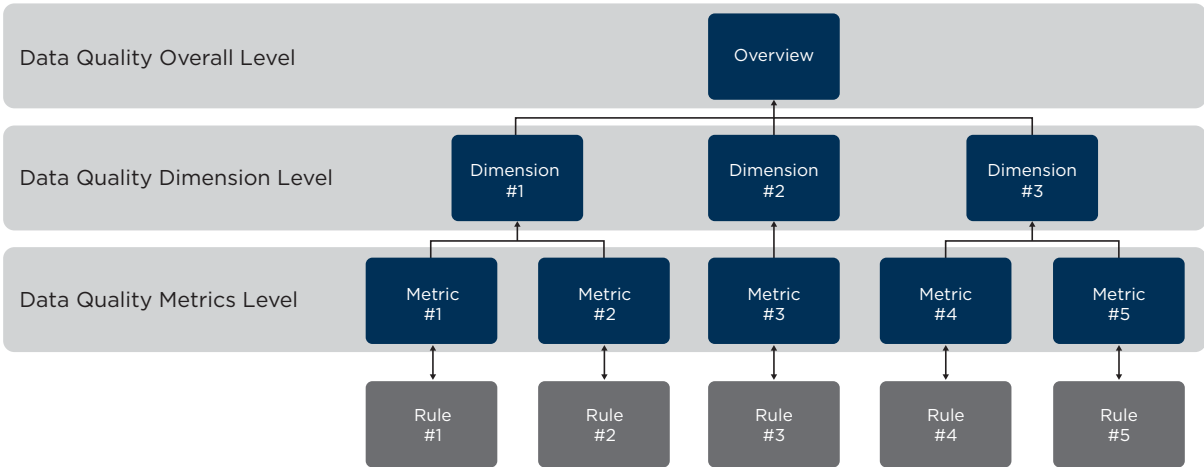 Data Quality Overall Level
Overview
Data Quality Dimension Level
Dimension
#1
Dimension
#2
Dimension
#3
Data Quality Metrics Level
Metric
#1
Metric
#2
Metric
#3
Metric
#4
Metric
#5
Rule
#1
Rule
#2
Rule
#3
Rule
#4
Rule
#5